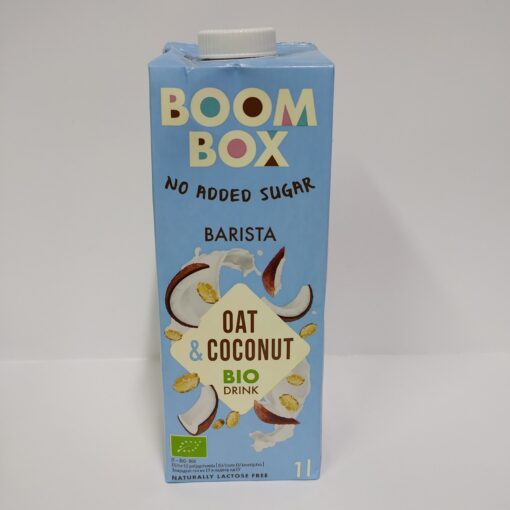 BOOM
BOX
NO ADDED SUGAR
BARISTA
OAT
& COCONUT
BIO
DRINK
1l
NATURALLY LACTOSE FREE